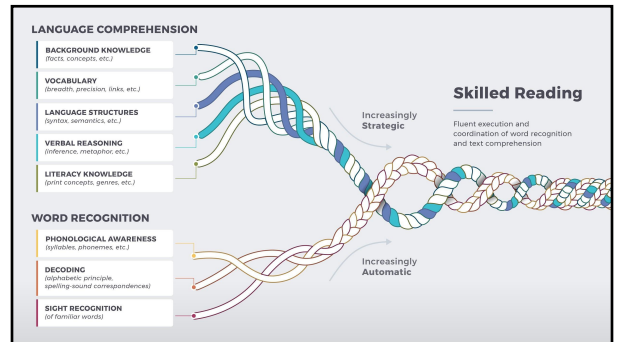 LANGUAGE COMPREHENSION
BACKGROUND KNOWLEDGE
(facts, concepts, etc.)
VOCABULARY
(breadth, precision, links, etc.)
LANGUAGE STRUCTURES
(syntax, semantics, etc.)
VERBAL REASONING
(inference, metaphor, etc.)
LITERACY KNOWLEDGE
(print concepts, genres, etc.)
WORD RECOGNITION
PHONOLOGICAL AWARENESS
(syllables, phonemes, etc.)
DECODING
(alphabetic principle,
spelling-sound correspondences)
SIGHT RECOGNITION
(of familiar words)
Increasingly
Strategic
Increasingly
Automatic
Skilled Reading
Fluent execution and
coordination of word recognition
and text comprehension